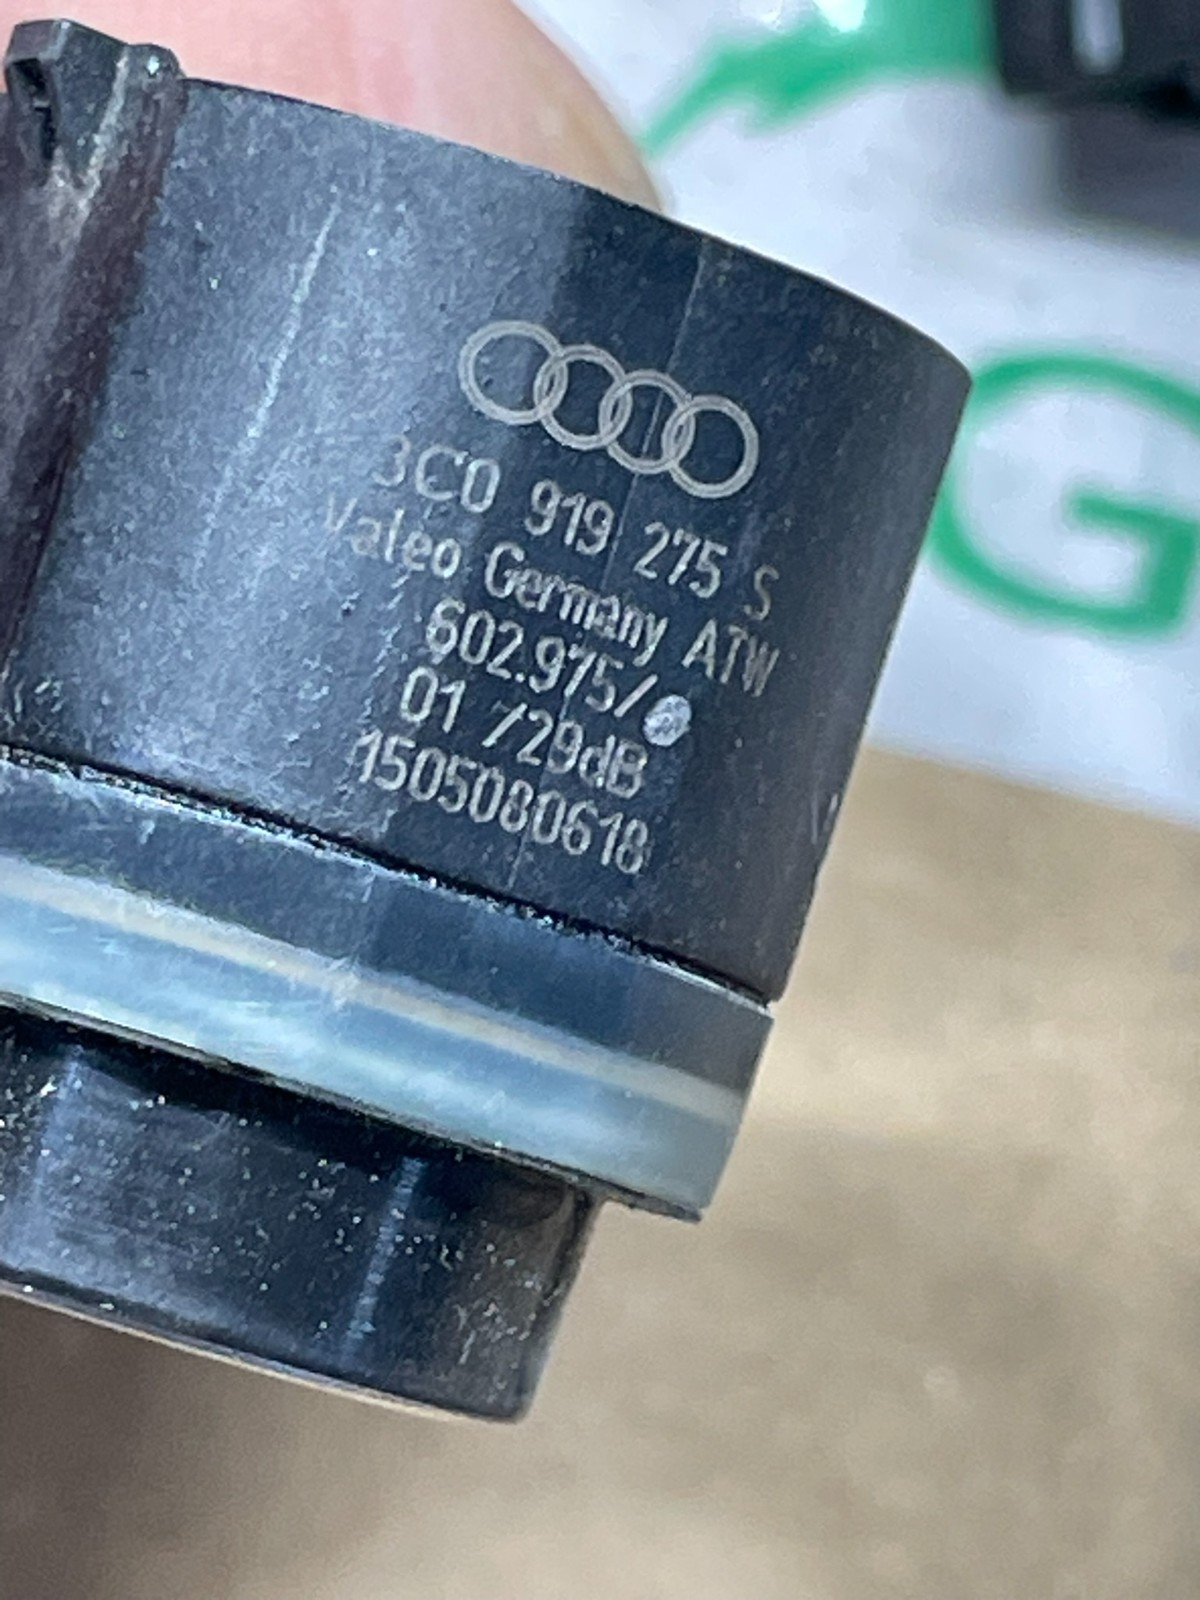 3C0 919 275 S
Valeo Germany ATW
602.975/
01 /29dB
1505080618
G